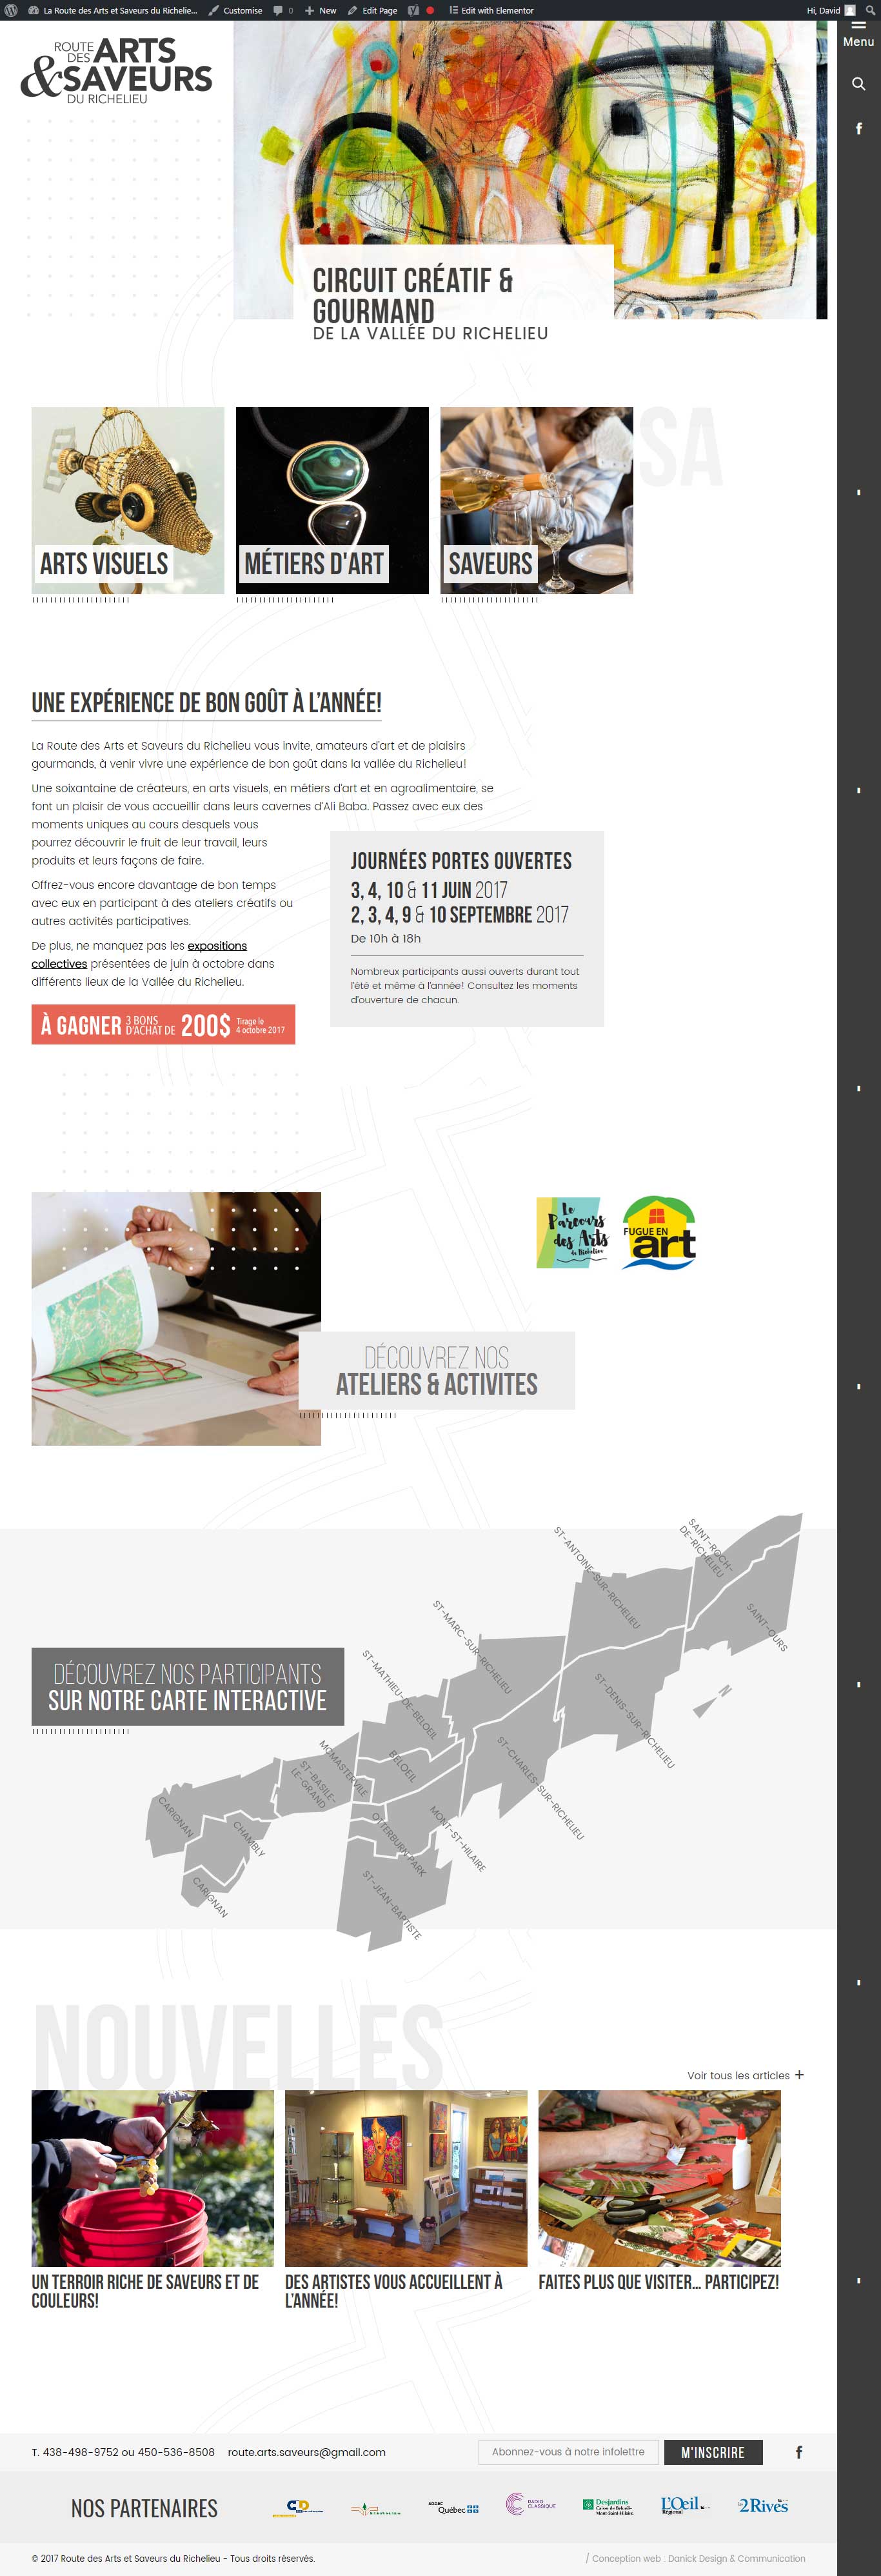 La Route des Arts et Saveurs du Richelie...
Customise
0
New
Edit Page
Edit with Elementor
Hi, David
Menu
ROUTE
DES ARTS
& SAVEURS
DU RICHELIEU
CIRCUIT CRÉATIF &
GOURMAND
DE LA VALLÉE DU RICHELIEU
SA
ARTS VISUELS
MÉTIERS D'ART
SAVEURS
UNE EXPÉRIENCE DE BON GOÛT À L'ANNÉE!
La Route des Arts et Saveurs du Richelieu vous invite, amateurs d'art et de plaisirs
gourmands, à venir vivre une expérience de bon goût dans la vallée du Richelieu!
Une soixantaine de créateurs, en arts visuels, en métiers d'art et en agroalimentaire, se
font un plaisir de vous accueillir dans leurs cavernes d'Ali Baba. Passez avec eux des
moments uniques au cours desquels vous
pourrez découvrir le fruit de leur travail, leurs
produits et leurs façons de faire.
Offrez-vous encore davantage de bon temps
avec eux en participant à des ateliers créatifs ou
autres activités participatives.
De plus, ne manquez pas les expositions
collectives présentées de juin à octobre dans
différents lieux de la Vallée du Richelieu.
À GAGNER 3 BONS D'ACHAT DE 200$ Tirage le 4 octobre 2017
JOURNÉES PORTES OUVERTES
3, 4, 10 & 11 JUIN 2017
2, 3, 4, 9 & 10 SEPTEMBRE 2017
De 10h à 18h
Nombreux participants aussi ouverts durant tout
l'été et même à l'année! Consultez les moments
d'ouverture de chacun.
Le
Parcours
des Arts
du Richelieu
FUGUE EN
art
DÉCOUVREZ NOS
ATELIERS & ACTIVITES
SAINT-ROCH-
DE-RICHELIEU
ST-ANTOINE-SUR-RICHELIEU
SAINT-OURS
ST-MARC-SUR-RICHELIEU
ST-MATHIEU-DE-BELOEIL
ST-DENIS-SUR-RICHELIEU
N
DÉCOUVREZ NOS PARTICIPANTS
SUR NOTRE CARTE INTERACTIVE
MCMASTERVILLE
BELOEIL
ST-CHARLES-SUR-RICHELIEU
ST-BASILE-
LE-GRAND
CARIGNAN
CHAMBLY
OTTERBURN PARK
MONT-ST-HILAIRE
CARIGNAN
ST-JEAN-BAPTISTE
NOUVELLES
Voir tous les articles +
UN TERROIR RICHE DE SAVEURS ET DE
COULEURS!
DES ARTISTES VOUS ACCUEILLENT À
L'ANNÉE!
FAITES PLUS QUE VISITER... PARTICIPEZ!
T. 438-498-9752 ou 450-536-8508
route.arts.saveurs@gmail.com
Abonnez-vous à notre infolettre
M'INSCRIRE
NOS PARTENAIRES
Québec
RADIO
CLASSIQUE
Desjardins
Caisse de Beloeil-
Mont-Saint-Hilaire
L'Oeil
Régional
Les 2 Rives
© 2017 Route des Arts et Saveurs du Richelieu - Tous droits réservés.
/ Conception web : Danick Design & Communication